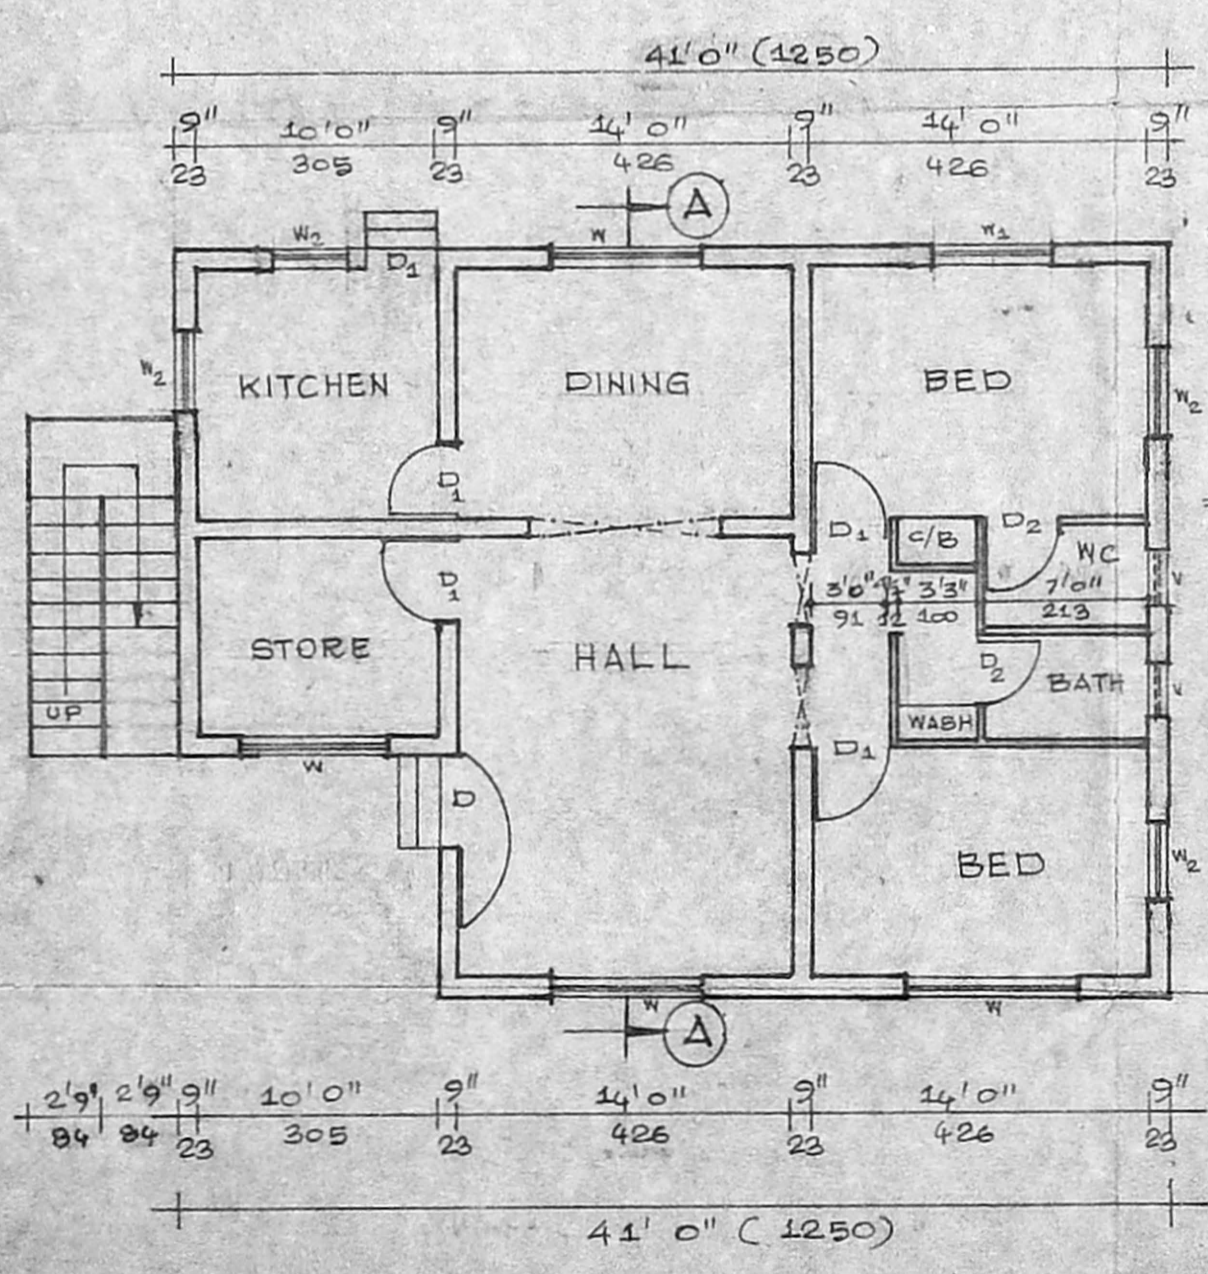 41'0" (1250)
9" 10'0" 9" 14'0" 9" 14'0" 9"
23 305 23 426 23 426 23
A
W2 W W1
D1
W2 KITCHEN DINING BED W2
D1
D1 C/B D2 WC
V
3'0" 4½" 3'3" 7'0"
91 12 100 213
D1
STORE HALL D2 BATH V
UP WASH
W D1
D
BED W2
W W
A
2'9" 2'9" 9" 10'0" 9" 14'0" 9" 14'0" 9"
84 84 23 305 23 426 23 426 23
41'0" (1250)